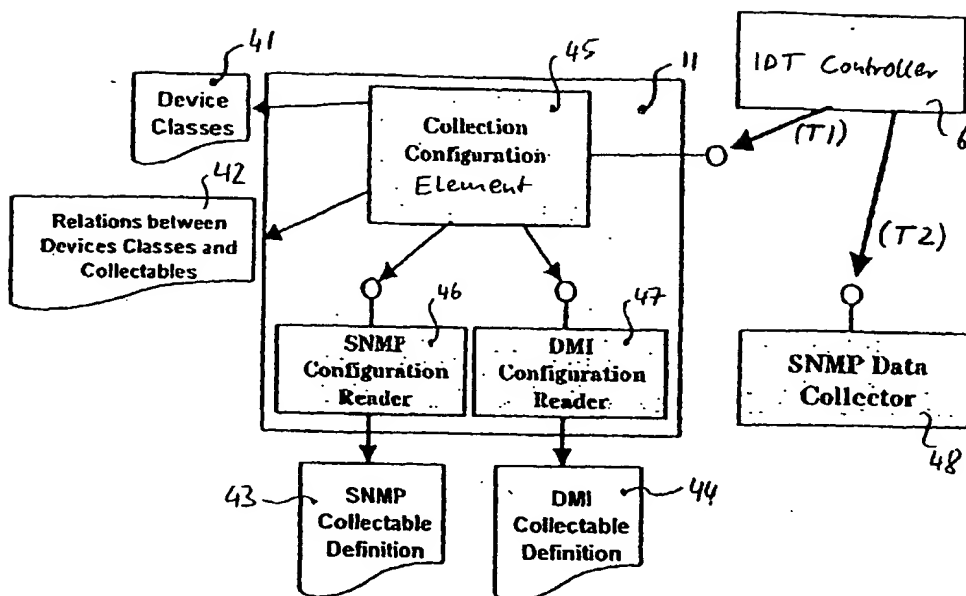 41
Device
Classes
45
11
IDT Controller
6
Collection
Configuration
Element
(T1)
42
Relations between
Devices Classes and
Collectables
(T2)
46
SNMP
Configuration
Reader
47
DMI
Configuration
Reader
SNMP Data
Collector
48
43
SNMP
Collectable
Definition
44
DMI
Collectable
Definition